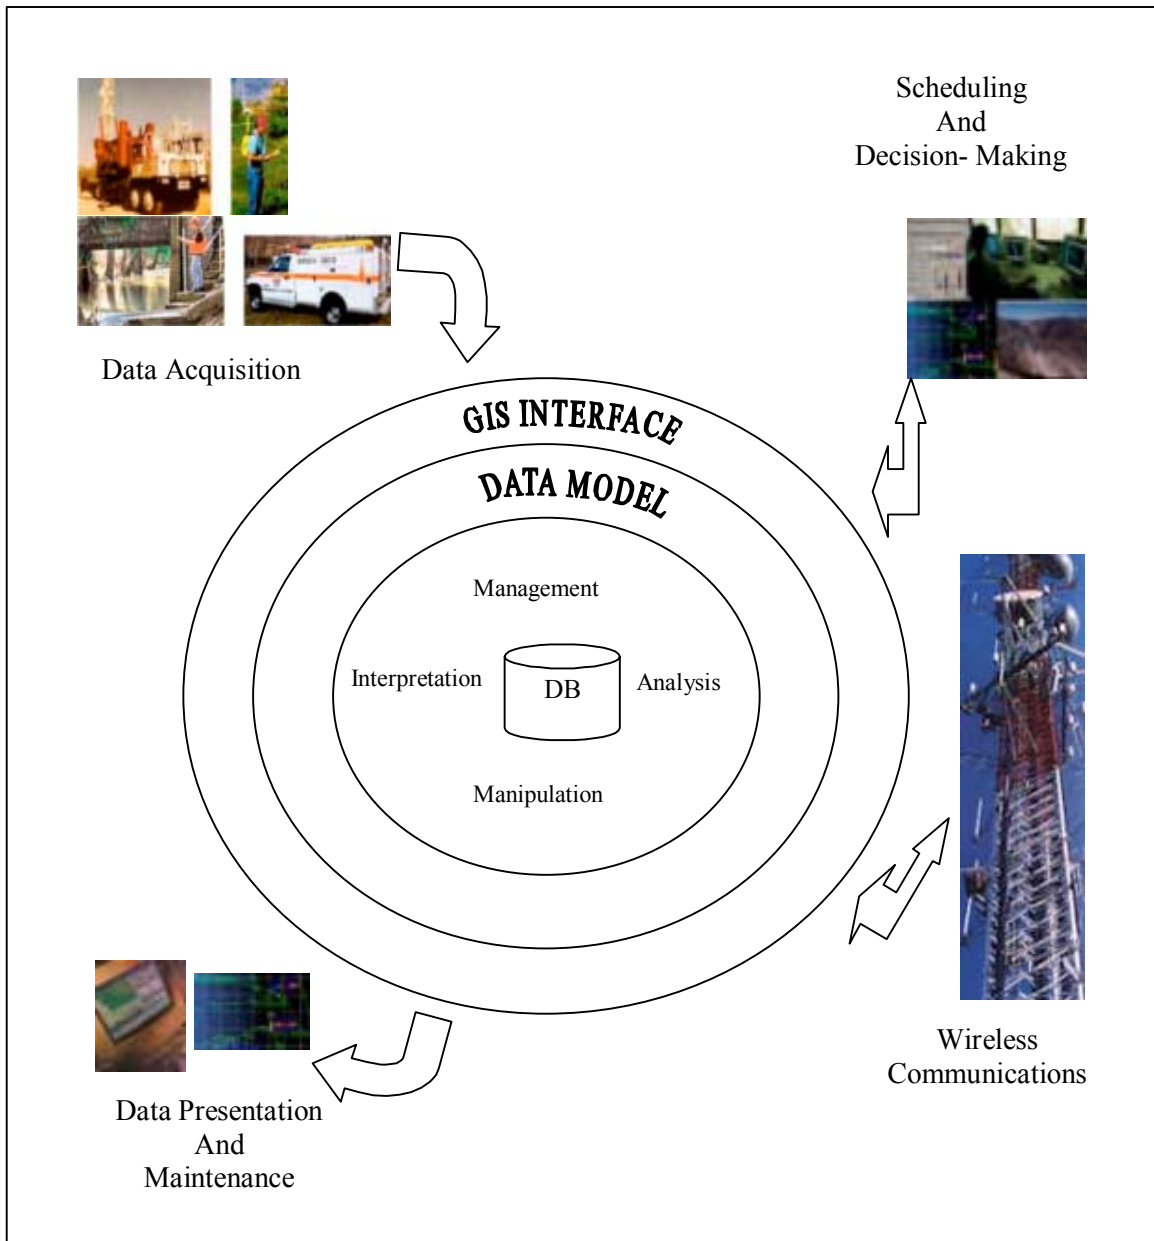 Scheduling
And
Decision- Making
Data Acquisition
GIS INTERFACE
DATA MODEL
Management
Interpretation
DB
Analysis
Manipulation
Wireless
Communications
Data Presentation
And
Maintenance